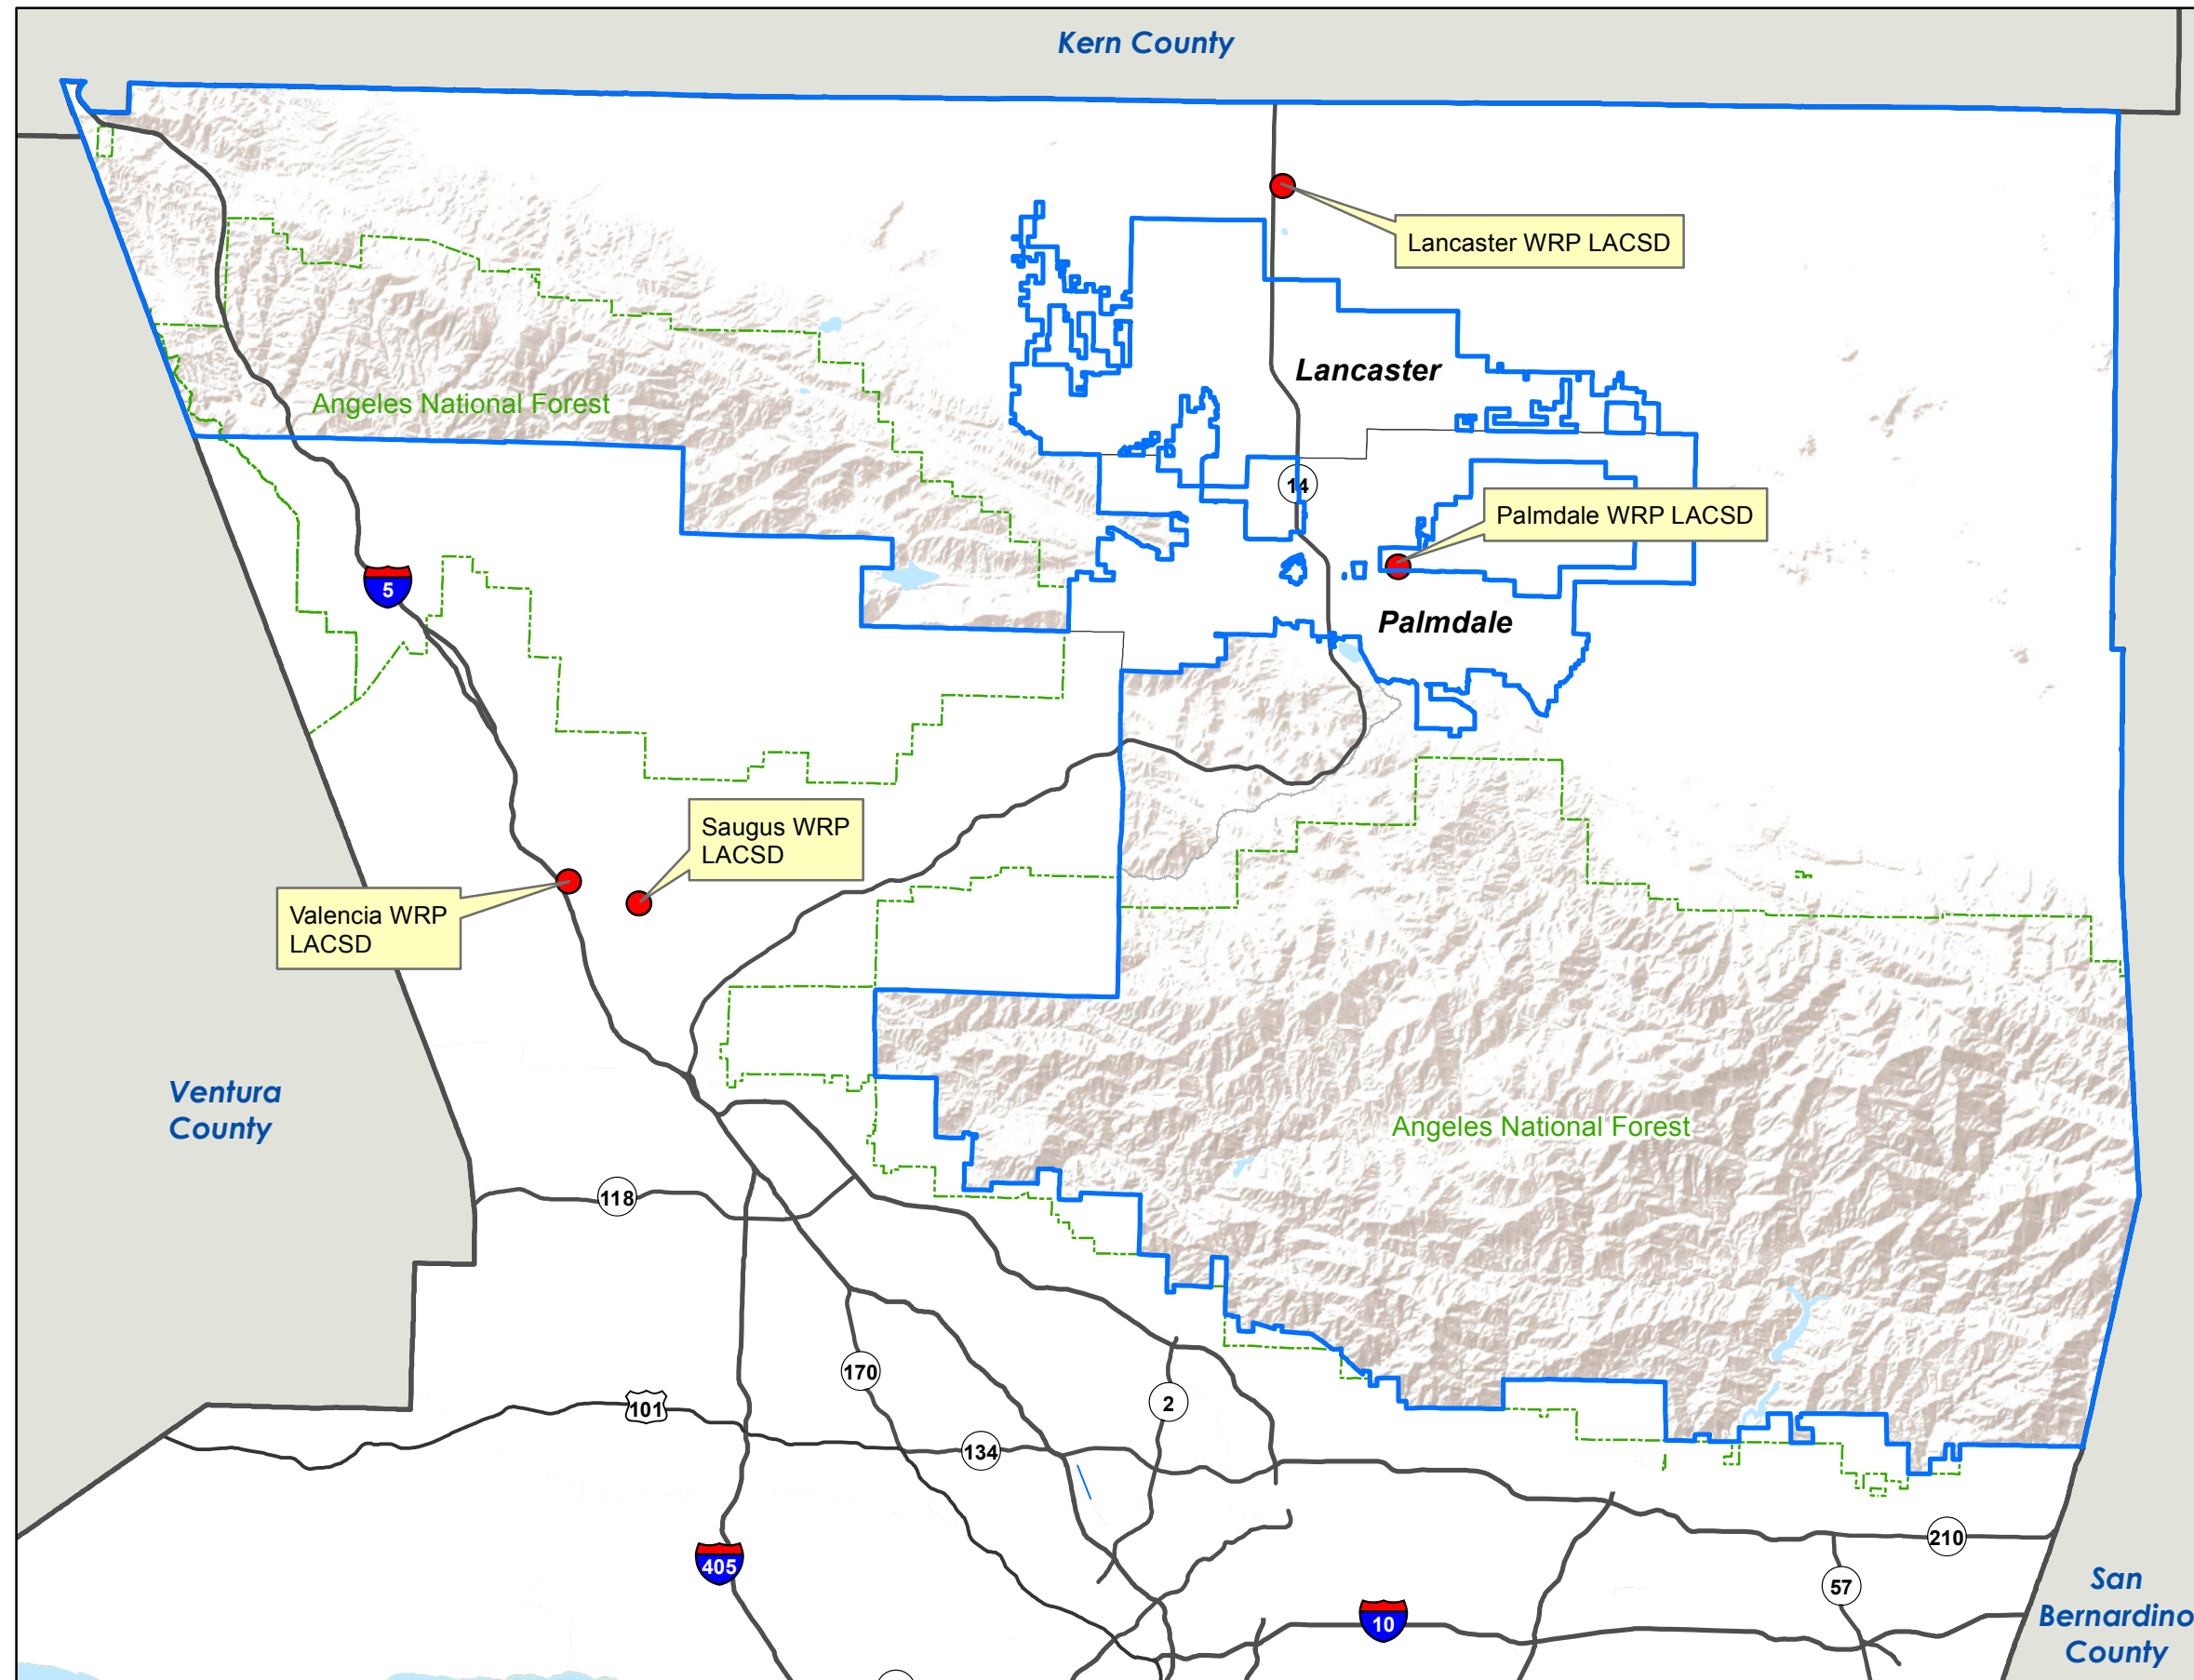 Kern County
Lancaster WRP LACSD
Lancaster
Angeles National Forest
14
Palmdale WRP LACSD
5
Palmdale
Saugus WRP
LACSD
Valencia WRP
LACSD
Ventura
County
Angeles National Forest
118
170
2
101
134
210
405
57
10
San
Bernardino
County